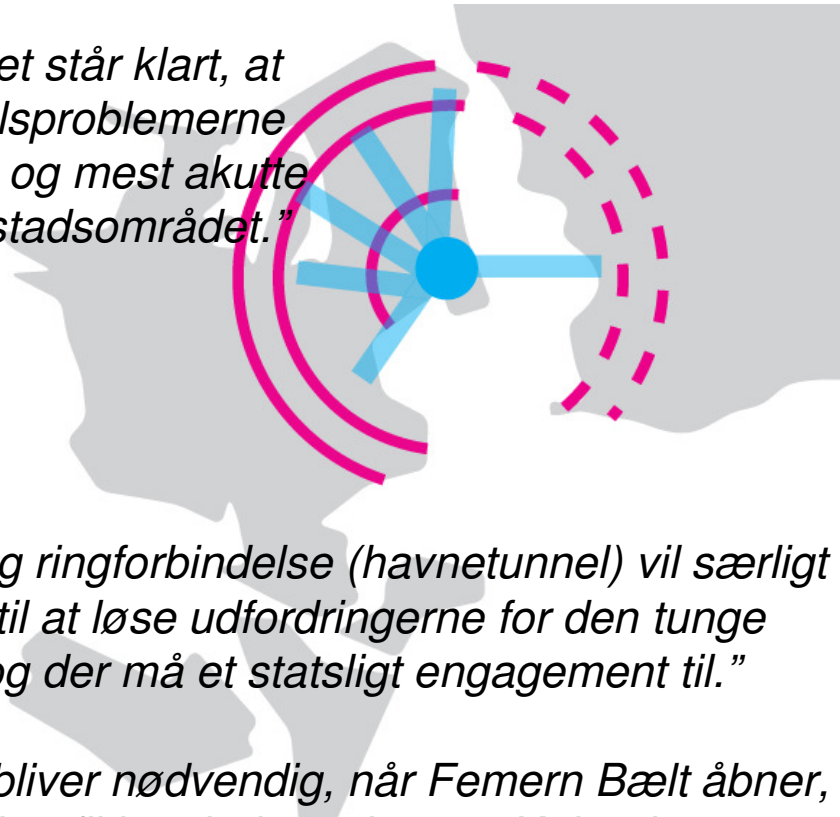 et står klart, at
lsproblemerne
og mest akutte
stadsområdet.”
g ringforbindelse (havnetunnel) vil særligt
til at løse udfordringerne for den tunge
og der må et statsligt engagement til.”
bliver nødvendig, når Femern Bælt åbner,